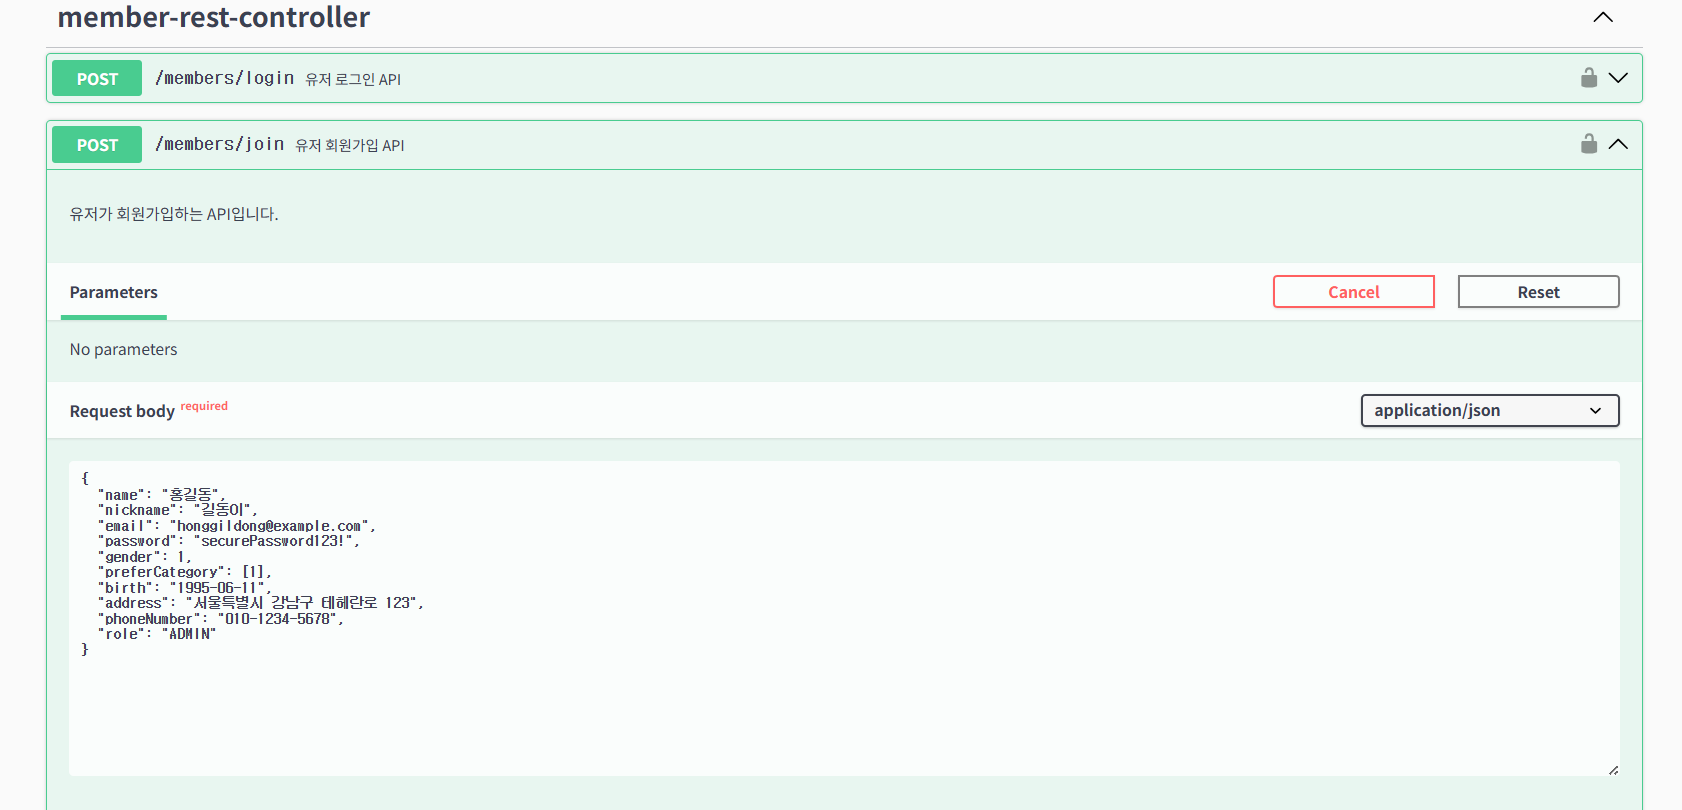 member-rest-controller
POST /members/login 유저 로그인 API
POST /members/join 유저 회원가입 API
유저가 회원가입하는 API입니다.
Parameters Cancel Reset
No parameters
Request body required application/json
{
"name": "홍길동",
"nickname": "길동이",
"email": "honggildong@example.com",
"password": "securePassword123!",
"gender": 1,
"preferCategory": [1],
"birth": "1995-06-11",
"address": "서울특별시 강남구 테헤란로 123",
"phoneNumber": "010-1234-5678",
"role": "ADMIN"
}